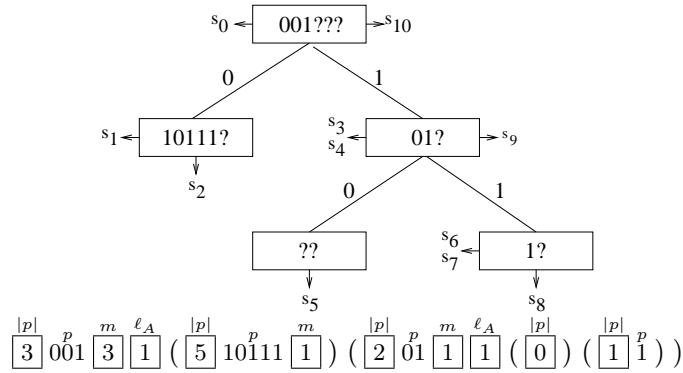 s0 001??? s10
0 1
s1 10111? s3 s4 01? s9
s2
0 1
?? s6 s7 1?
s5 s8
|p| p m ℓA |p| p m |p| p m ℓA |p| |p| p
3 001 3 1 ( 5 10111 1 ) ( 2 01 1 1 ( 0 ) ( 1 1 ) )